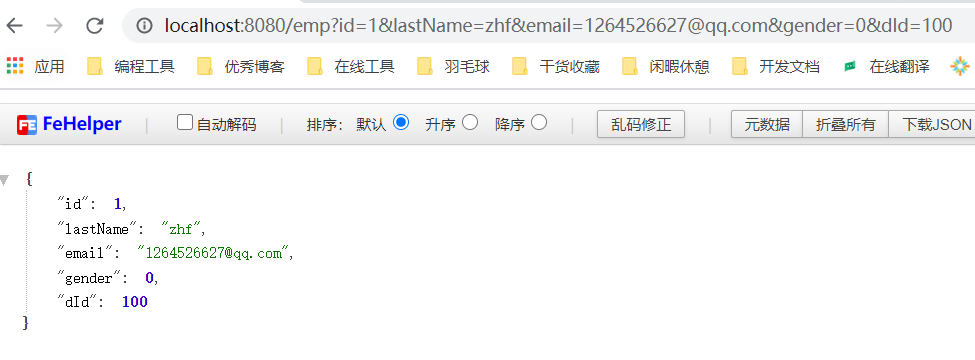 localhost:8080/emp?id=1&lastName=zhf&email=1264526627@qq.com&gender=0&dId=100
应用 编程工具 优秀博客 在线工具 羽毛球 干货收藏 闲暇休憩 开发文档 在线翻译
FE FeHelper | 自动解码 | 排序： 默认 升序 降序 | 乱码修正 | 元数据 折叠所有 下载JSON
{
"id": 1,
"lastName": "zhf",
"email": "1264526627@qq.com",
"gender": 0,
"dId": 100
}